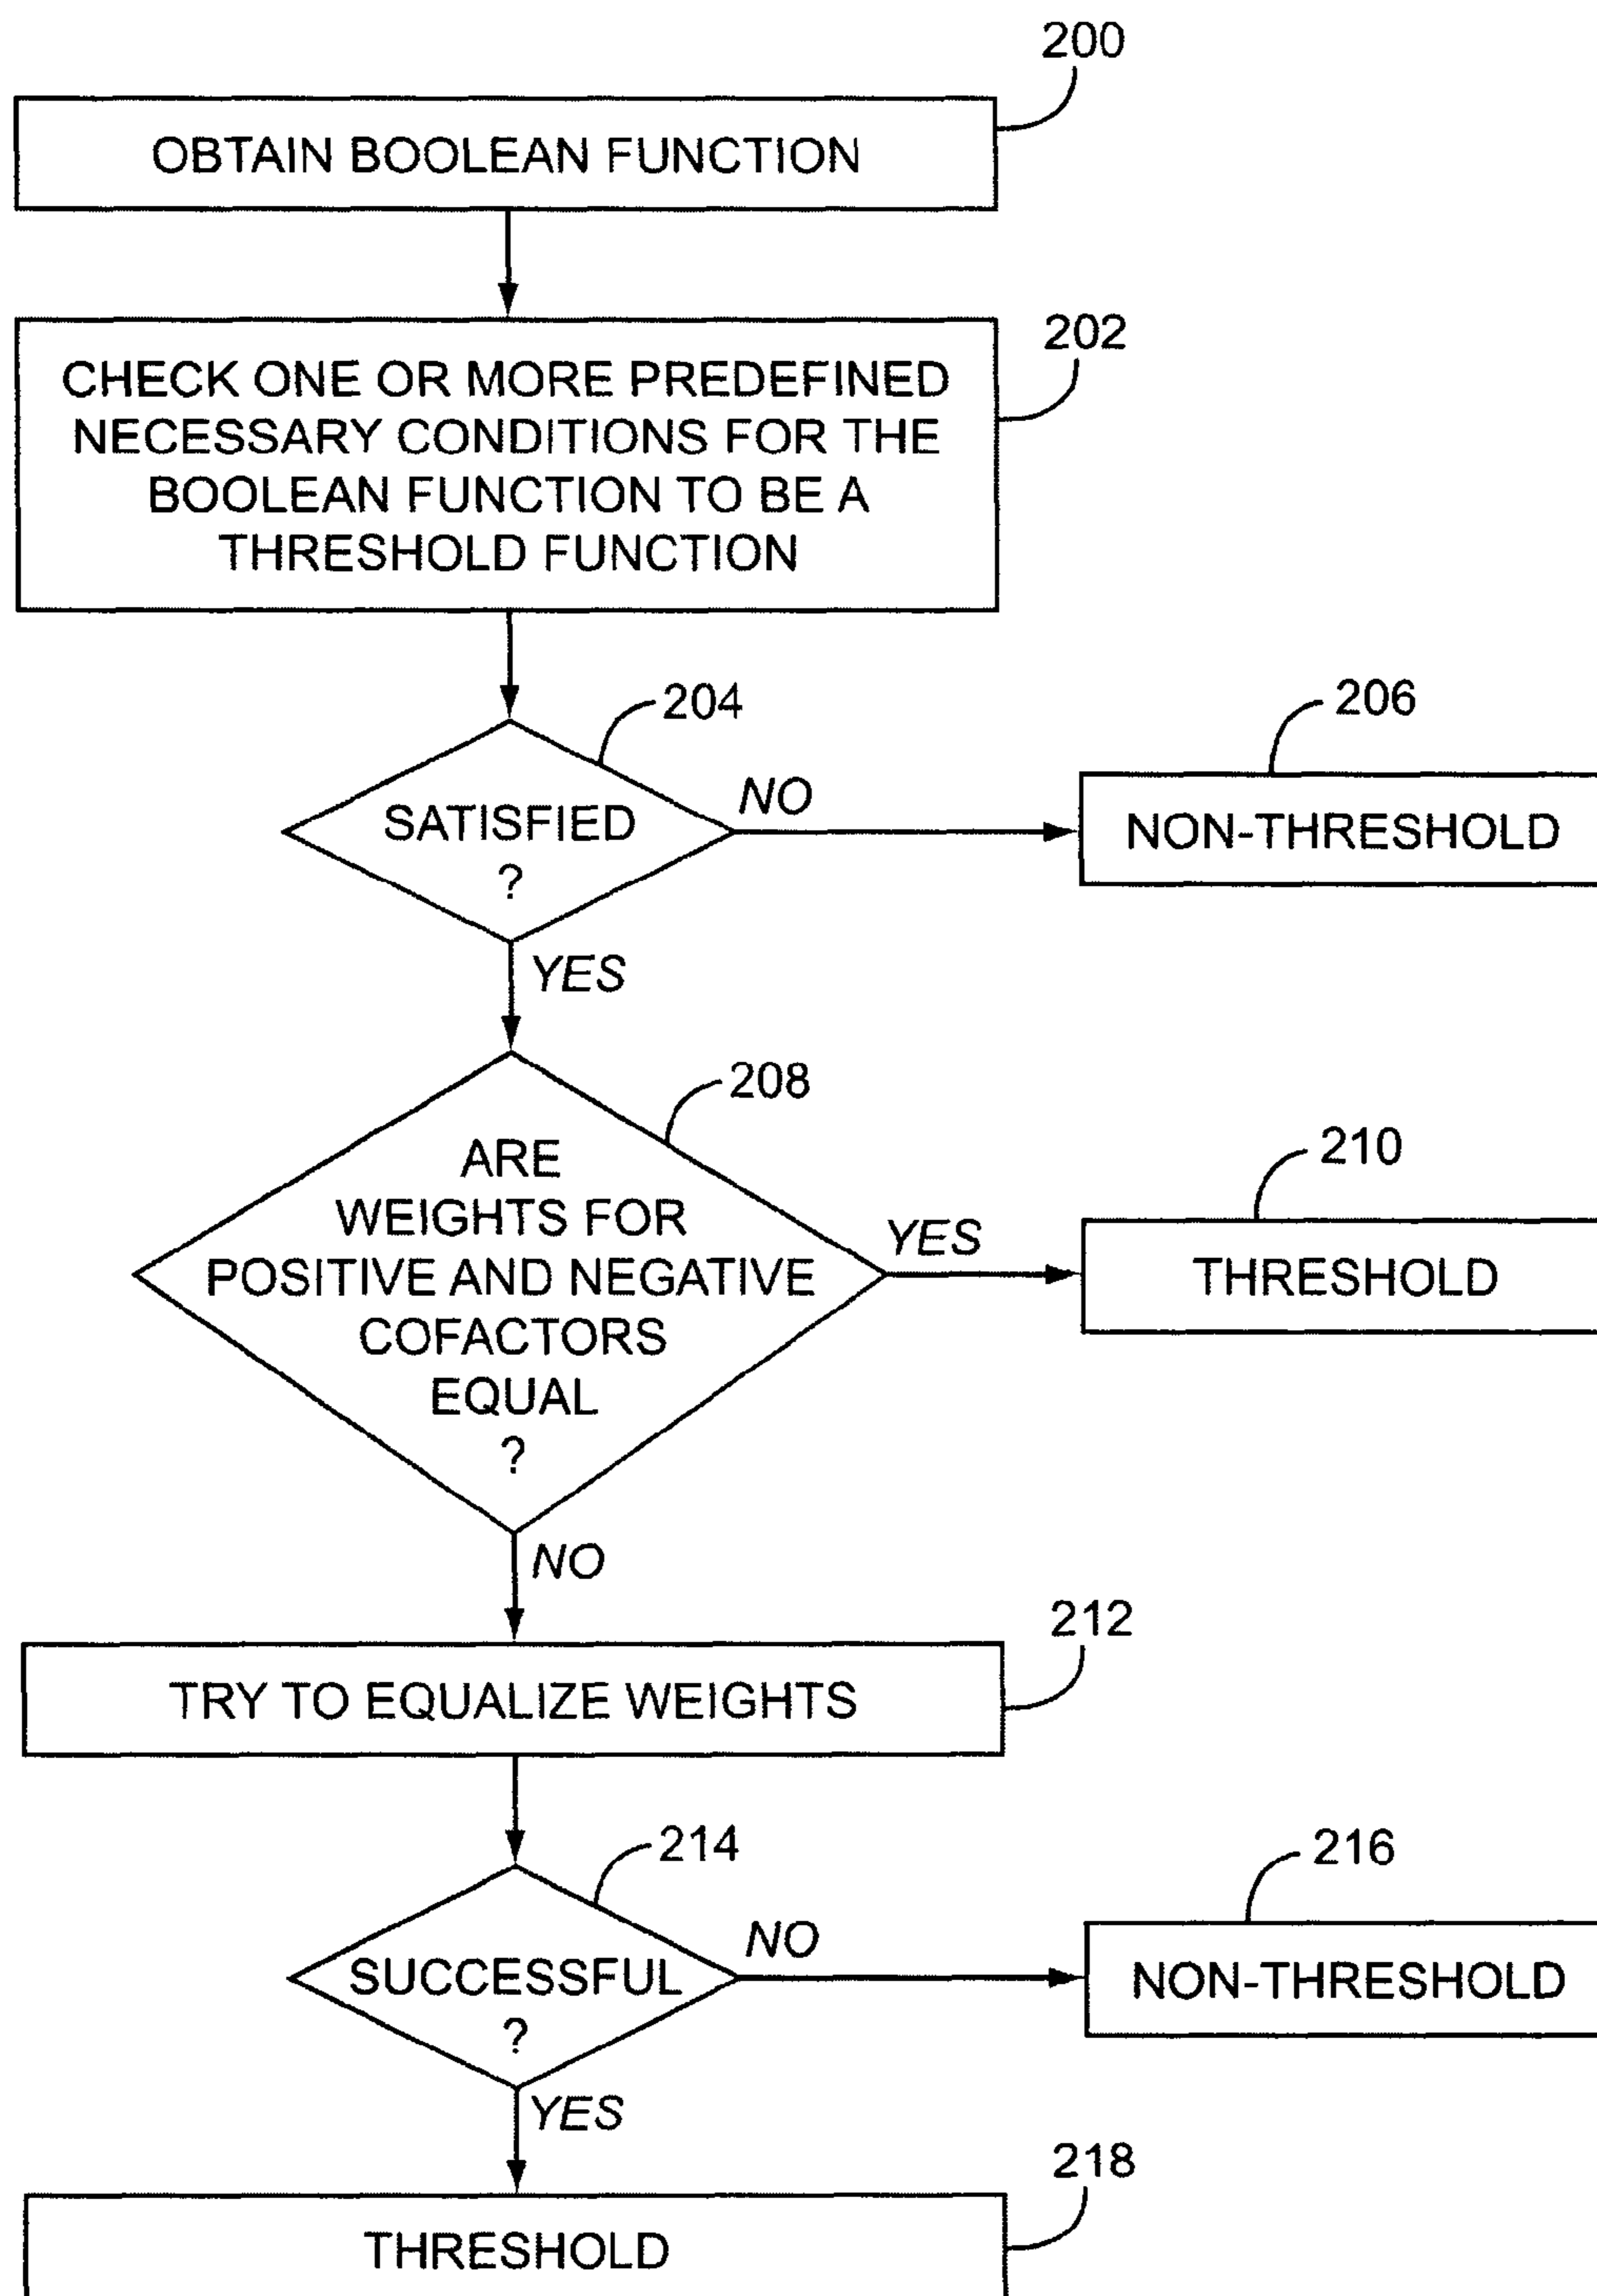 200
OBTAIN BOOLEAN FUNCTION
202
CHECK ONE OR MORE PREDEFINED
NECESSARY CONDITIONS FOR THE
BOOLEAN FUNCTION TO BE A
THRESHOLD FUNCTION
204
SATISFIED
?
NO
206
NON-THRESHOLD
YES
208
ARE
WEIGHTS FOR
POSITIVE AND NEGATIVE
COFACTORS
EQUAL
?
YES
210
THRESHOLD
NO
212
TRY TO EQUALIZE WEIGHTS
214
SUCCESSFUL
?
NO
216
NON-THRESHOLD
YES
218
THRESHOLD